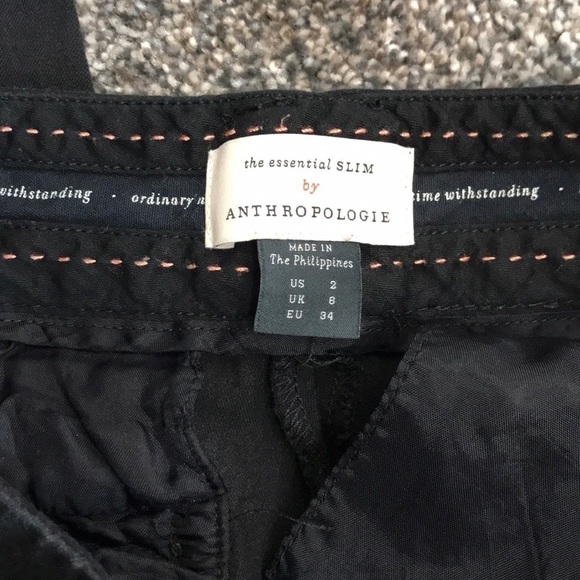 the essential SLIM
by
ANTHROPOLOGIE
withstanding · ordinary n
time withstanding ·
MADE IN
The Philippines
US 2
UK 6
EU 34